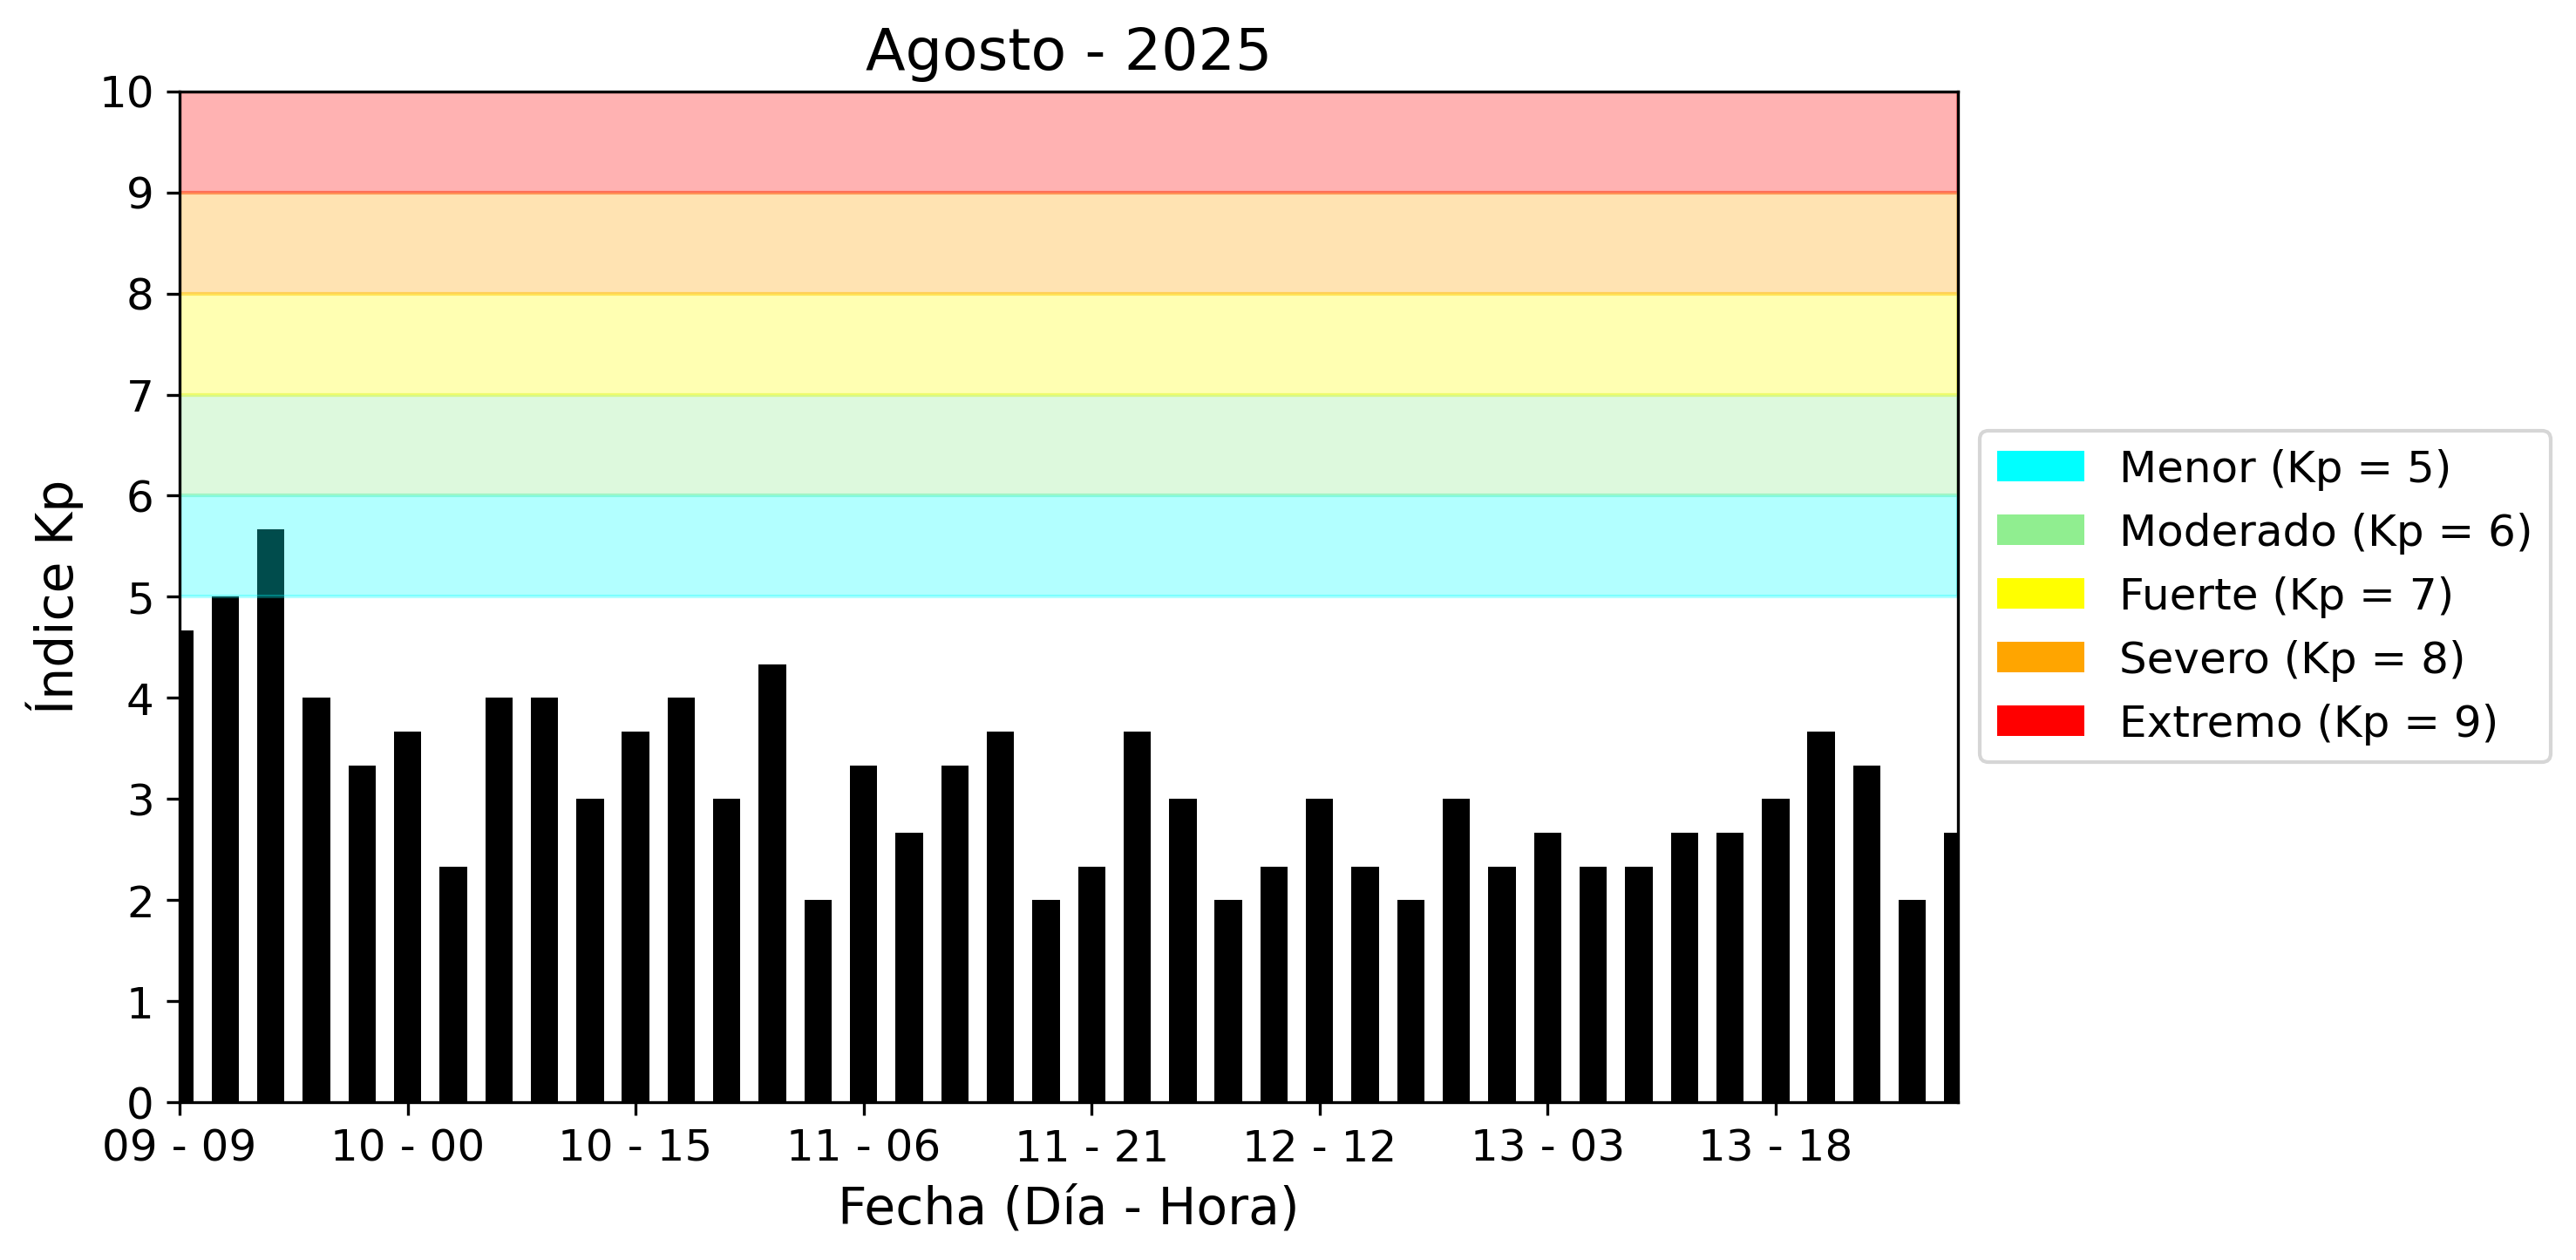 Agosto - 2025
Índice Kp
10
9
8
7
6
5
4
3
2
1
0
09 - 09 10 - 00 10 - 15 11 - 06 11 - 21 12 - 12 13 - 03 13 - 18
Fecha (Día - Hora)
Menor (Kp = 5)
Moderado (Kp = 6)
Fuerte (Kp = 7)
Severo (Kp = 8)
Extremo (Kp = 9)